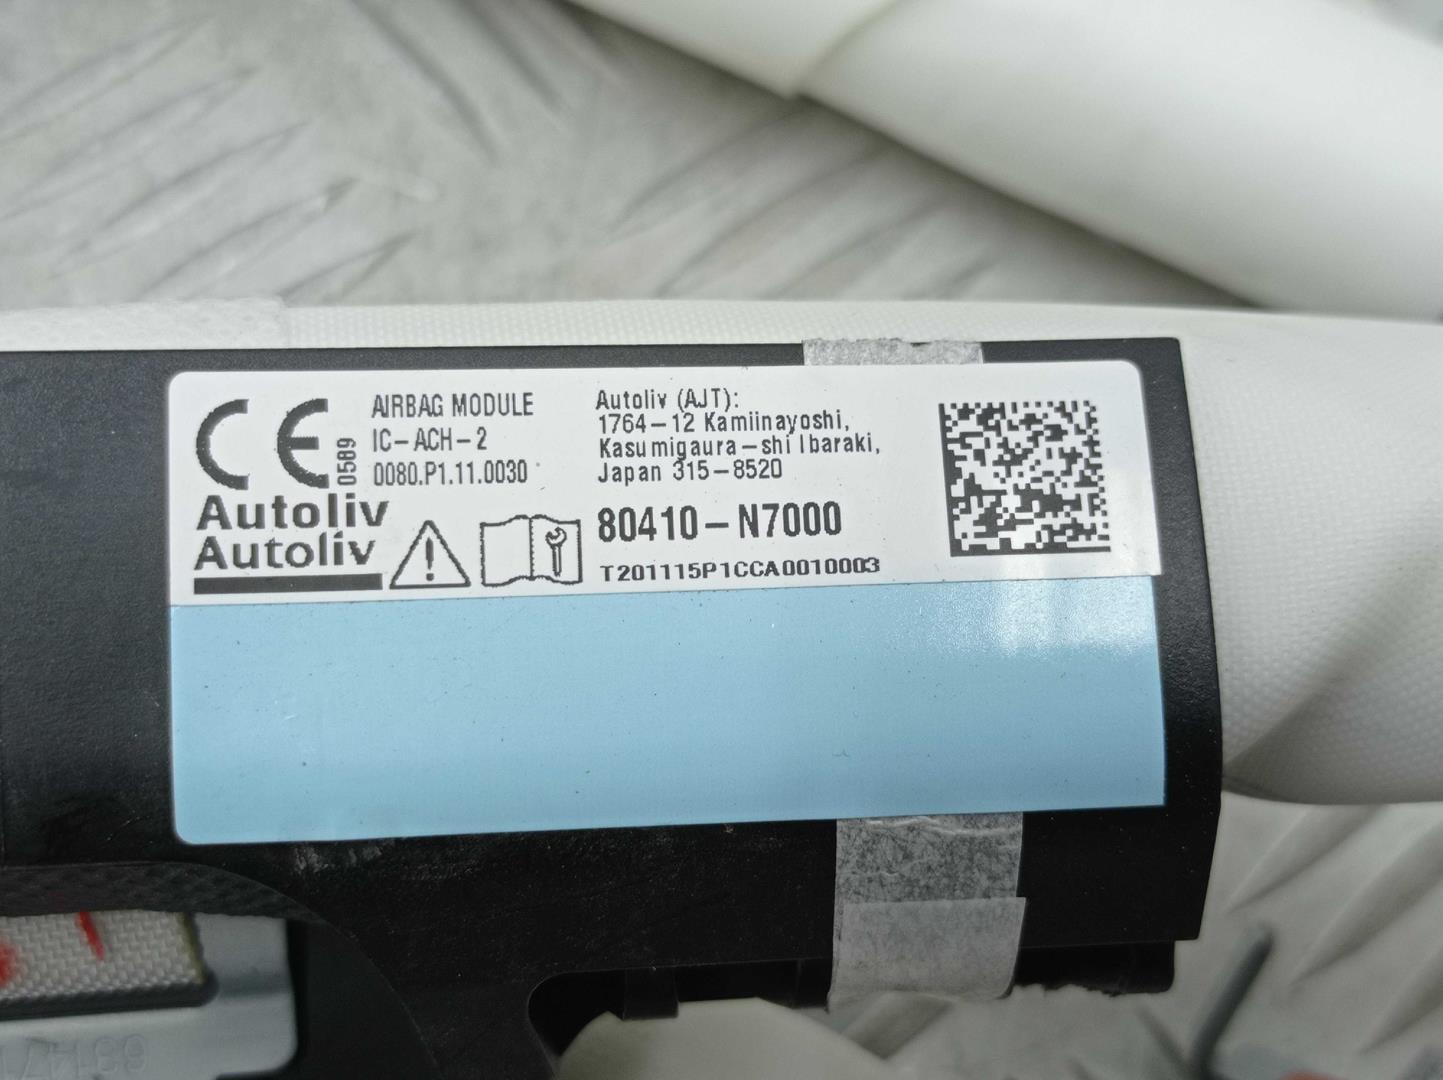 CE
0589
AIRBAG MODULE
IC-ACH-2
0080.P1.11.0030
Autoliv
Autoliv
Autoliv (AJT):
1764-12 Kamiinayoshi,
Kasumigaura-shi Ibaraki,
Japan 315-8520
80410-N7000
T201115P1CCA0010003